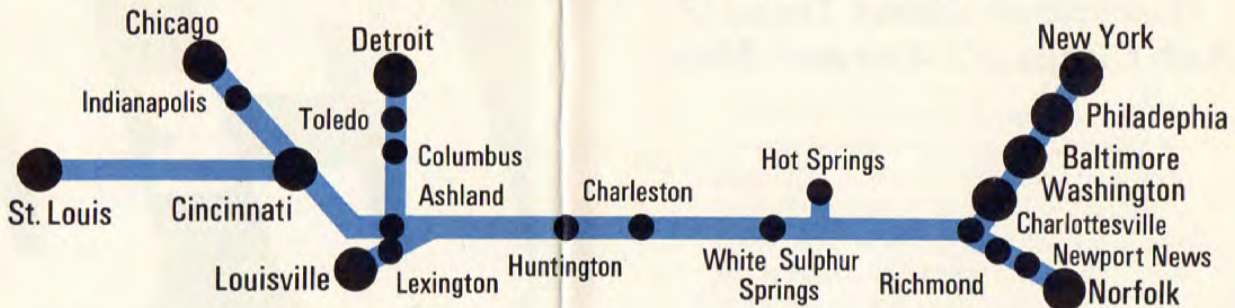 Chicago
Detroit
New York
Indianapolis
Toledo
Philadephia
Columbus
Hot Springs
Baltimore
St. Louis
Cincinnati
Ashland
Charleston
Washington
Charlottesville
Louisville
Lexington
Huntington
White Sulphur
Springs
Richmond
Newport News
Norfolk